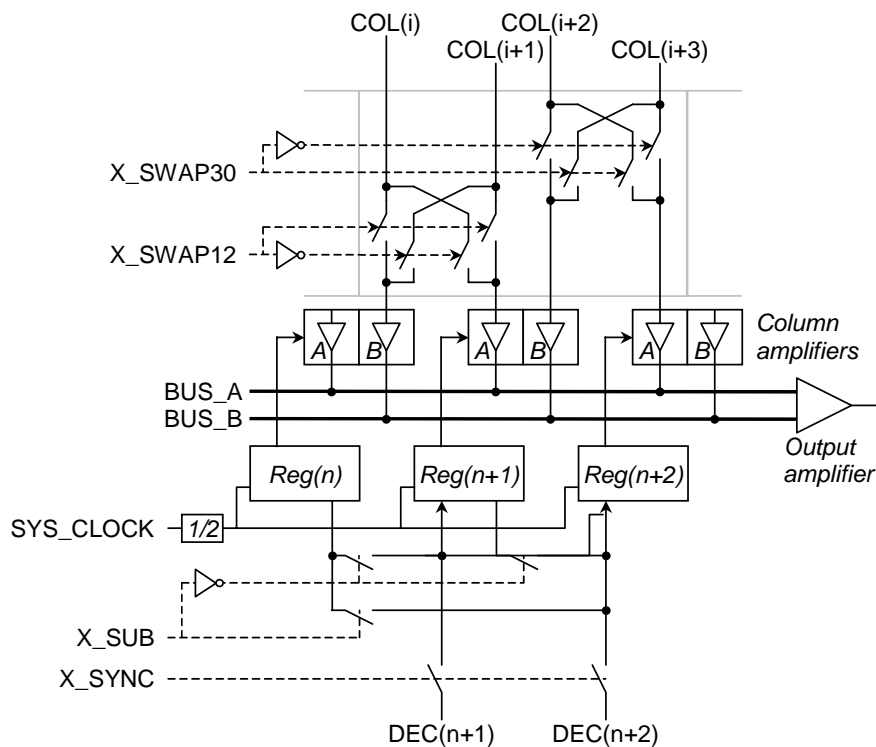 COL(i)
COL(i+1)
COL(i+2)
COL(i+3)
X_SWAP30
X_SWAP12
A
B
A
B
A
B
Column
amplifiers
BUS_A
BUS_B
Output
amplifier
Reg(n)
Reg(n+1)
Reg(n+2)
SYS_CLOCK
1/2
X_SUB
X_SYNC
DEC(n+1)
DEC(n+2)